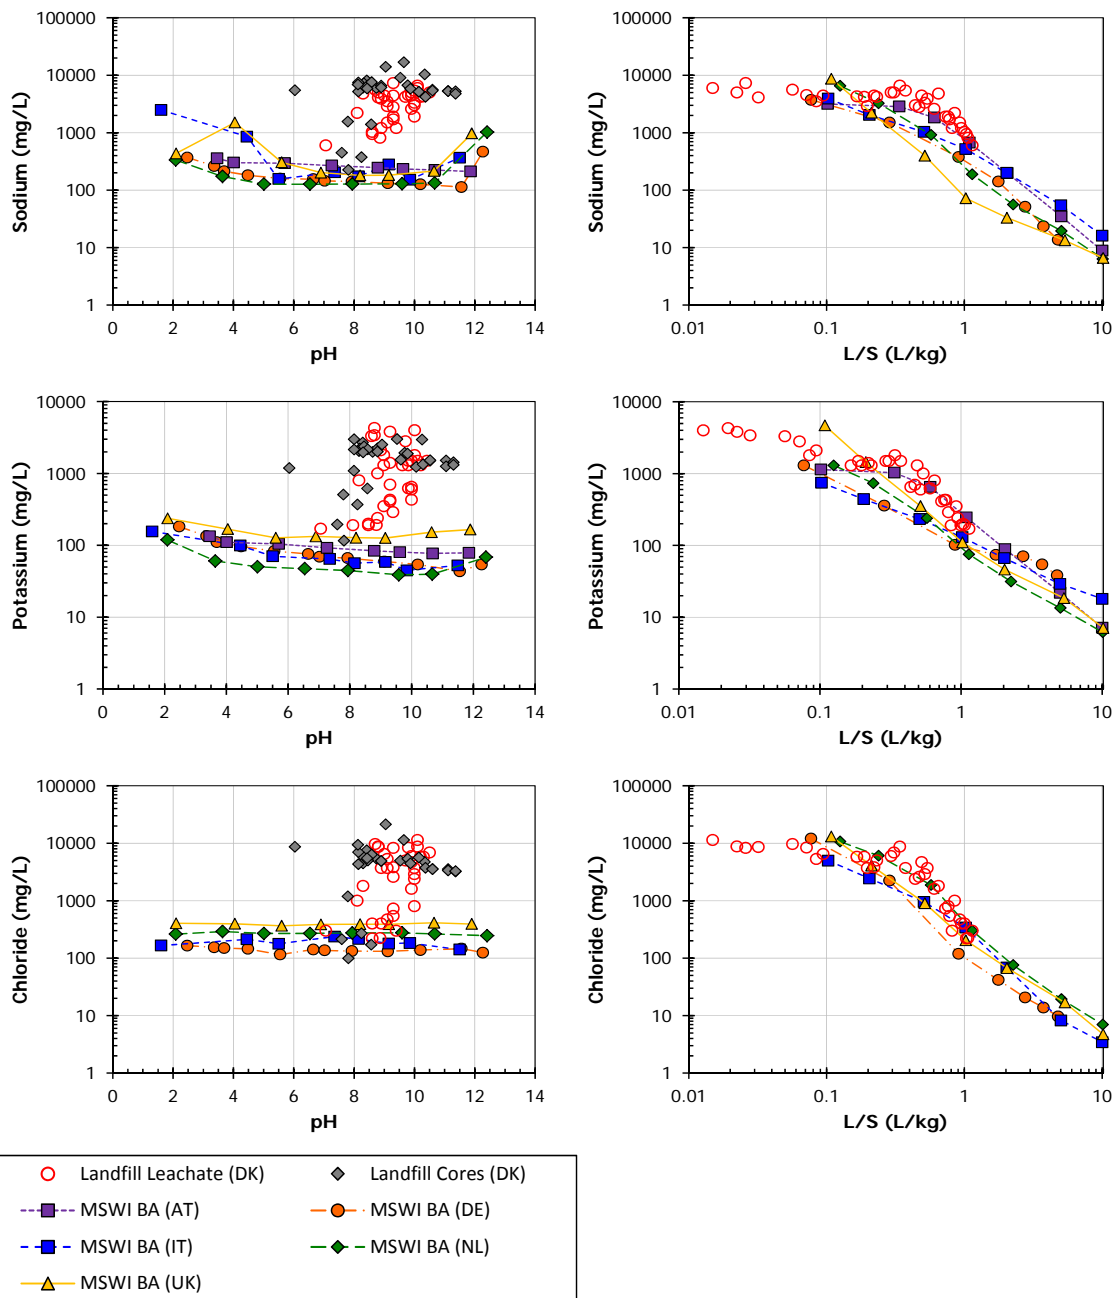 100000
10000
1000
100
10
1
Sodium (mg/L)
0 2 4 6 8 10 12 14
pH
100000
10000
1000
100
10
1
Sodium (mg/L)
0.01 0.1 1 10
L/S (L/kg)
10000
1000
100
10
1
Potassium (mg/L)
0 2 4 6 8 10 12 14
pH
10000
1000
100
10
1
Potassium (mg/L)
0.01 0.1 1 10
L/S (L/kg)
100000
10000
1000
100
10
1
Chloride (mg/L)
0 2 4 6 8 10 12 14
pH
100000
10000
1000
100
10
1
Chloride (mg/L)
0.01 0.1 1 10
L/S (L/kg)
Landfill Leachate (DK) Landfill Cores (DK)
MSWI BA (AT) MSWI BA (DE)
MSWI BA (IT) MSWI BA (NL)
MSWI BA (UK)